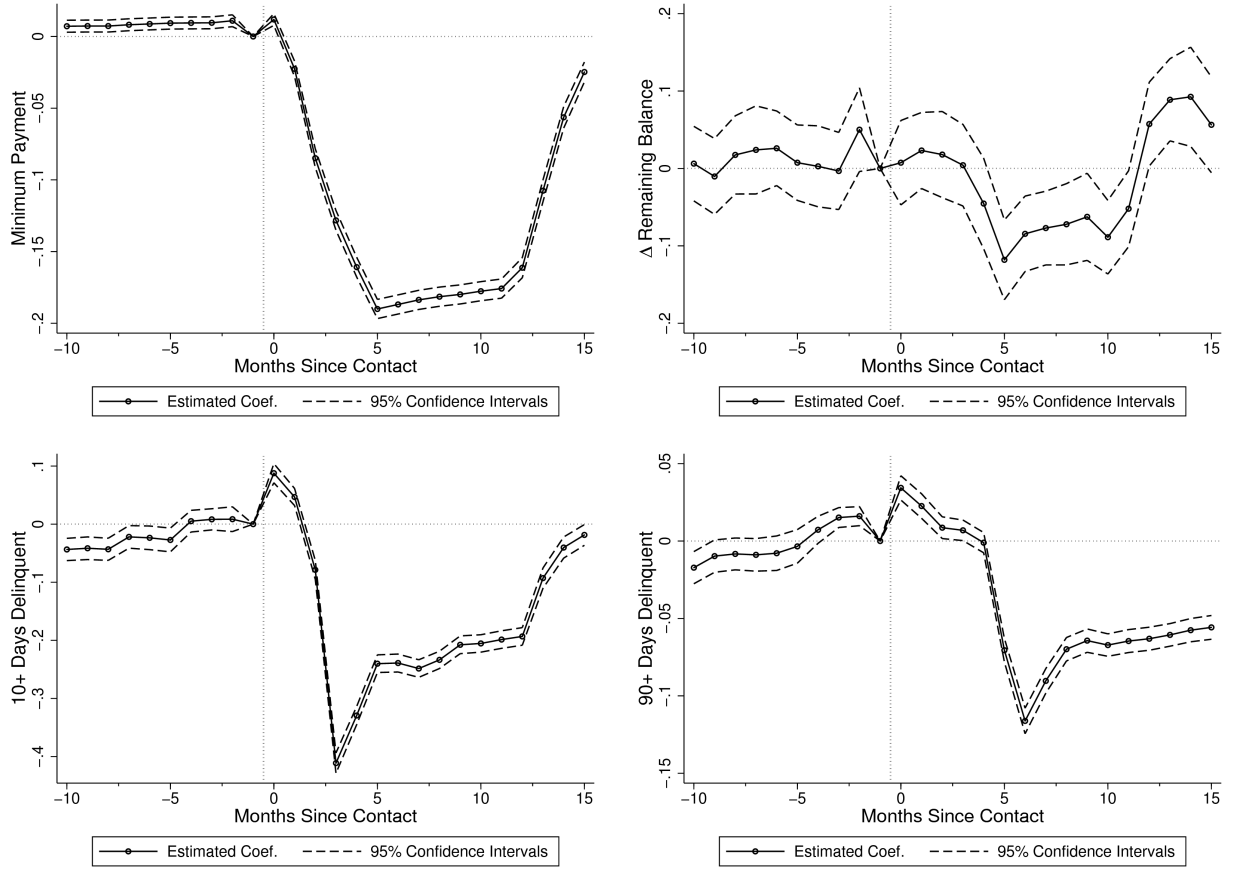 Minimum Payment
0
-.05
-.1
-.15
-.2
-10 -5 0 5 10 15
Months Since Contact
Estimated Coef. 95% Confidence Intervals
Δ Remaining Balance
.2
.1
0
-.1
-.2
-10 -5 0 5 10 15
Months Since Contact
Estimated Coef. 95% Confidence Intervals
10+ Days Delinquent
.1
0
-.1
-.2
-.3
-.4
-10 -5 0 5 10 15
Months Since Contact
Estimated Coef. 95% Confidence Intervals
90+ Days Delinquent
.05
0
-.05
-.1
-.15
-10 -5 0 5 10 15
Months Since Contact
Estimated Coef. 95% Confidence Intervals